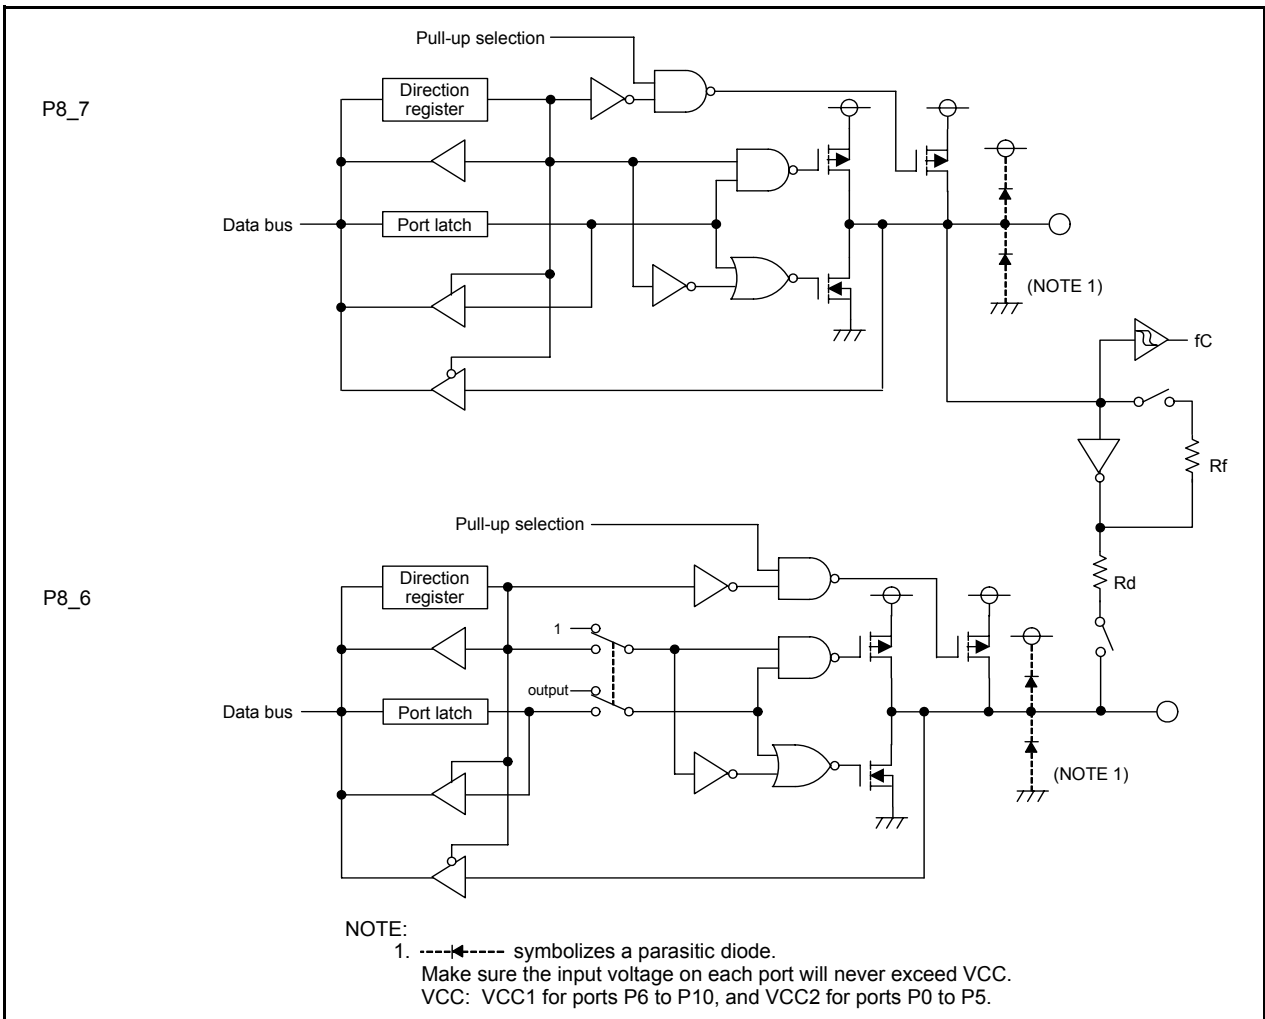 Pull-up selection
P8_7
Direction
register
Data bus
Port latch
(NOTE 1)
fC
Rf
Rd
Pull-up selection
P8_6
Direction
register
1
output
Data bus
Port latch
(NOTE 1)
NOTE:
1. symbolizes a parasitic diode.
Make sure the input voltage on each port will never exceed VCC.
VCC: VCC1 for ports P6 to P10, and VCC2 for ports P0 to P5.